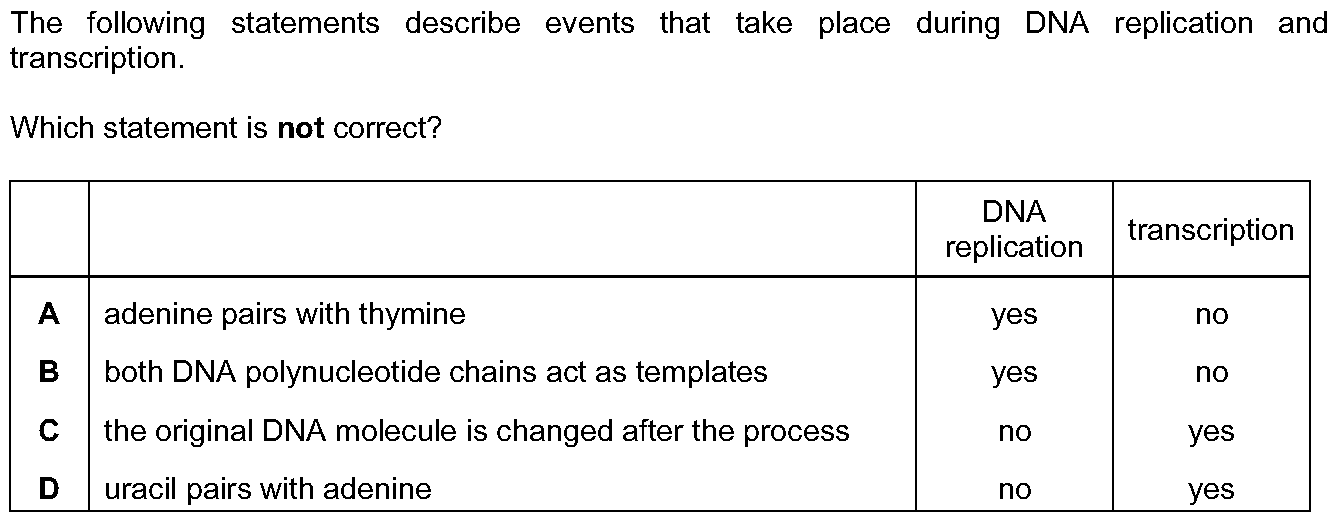 The following statements describe events that take place during DNA replication and
transcription.
Which statement is not correct?
DNA
replication
transcription
A adenine pairs with thymine yes no
B both DNA polynucleotide chains act as templates yes no
C the original DNA molecule is changed after the process no yes
D uracil pairs with adenine no yes